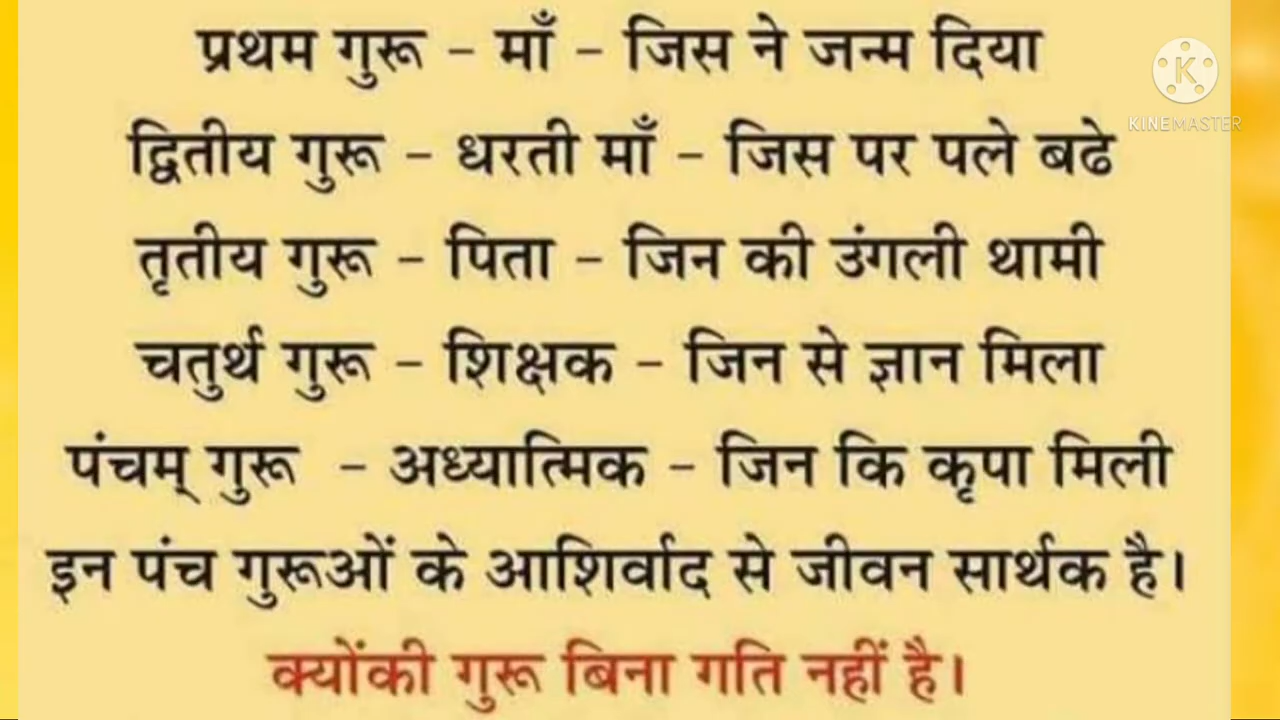 प्रथम गुरू - माँ - जिस ने जन्म दिया
KINEMASTER
द्वितीय गुरू - धरती माँ - जिस पर पले बढे
तृतीय गुरू - पिता - जिन की उंगली थामी
चतुर्थ गुरू - शिक्षक - जिन से ज्ञान मिला
पंचम् गुरू - अध्यात्मिक - जिन कि कृपा मिली
इन पंच गुरूओं के आशिर्वाद से जीवन सार्थक है।
क्योंकी गुरू बिना गति नहीं है।